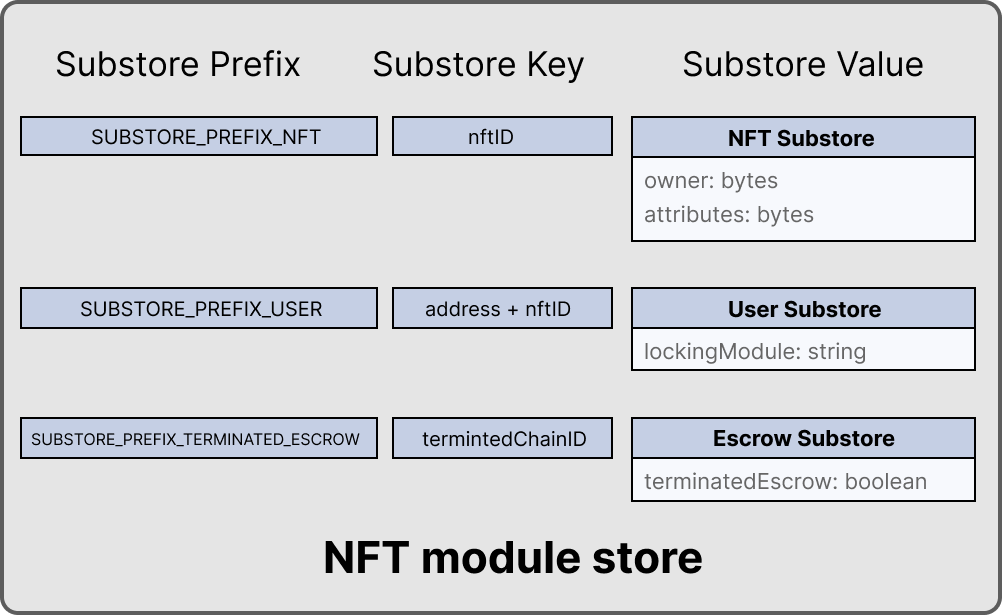 Substore Prefix Substore Key Substore Value
SUBSTORE_PREFIX_NFT nftID NFT Substore
owner: bytes
attributes: bytes
SUBSTORE_PREFIX_USER address + nftID User Substore
lockingModule: string
SUBSTORE_PREFIX_TERMINATED_ESCROW termintedChainID Escrow Substore
terminatedEscrow: boolean
NFT module store